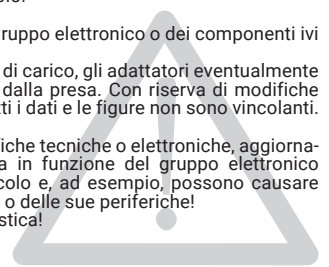 ruppo elettronico o dei componenti ivi
di carico, gli adattatori eventualmente
dalla presa. Con riserva di modifiche
ti i dati e le figure non sono vincolanti.
fiche tecniche o elettroniche, aggiorna-
a in funzione del gruppo elettronico
colo e, ad esempio, possono causare
o delle sue periferiche!
stica!